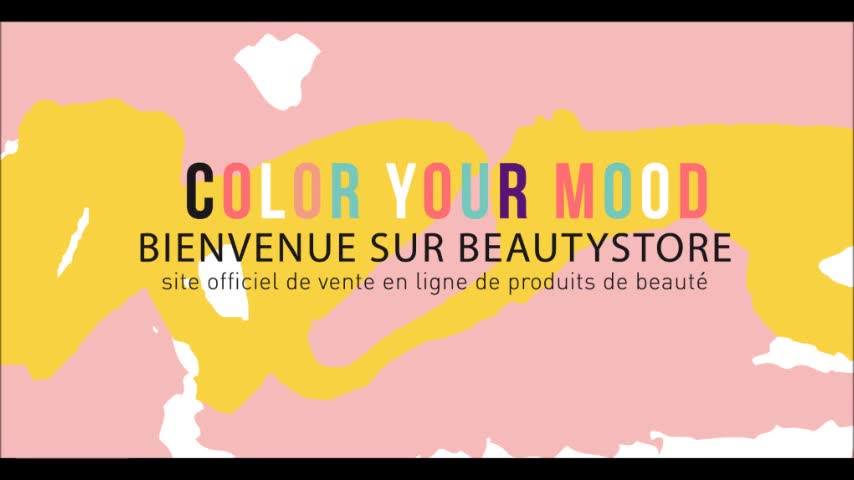 COLOR YOUR MOOD
BIENVENUE SUR BEAUTYSTORE
site officiel de vente en ligne de produits de beauté